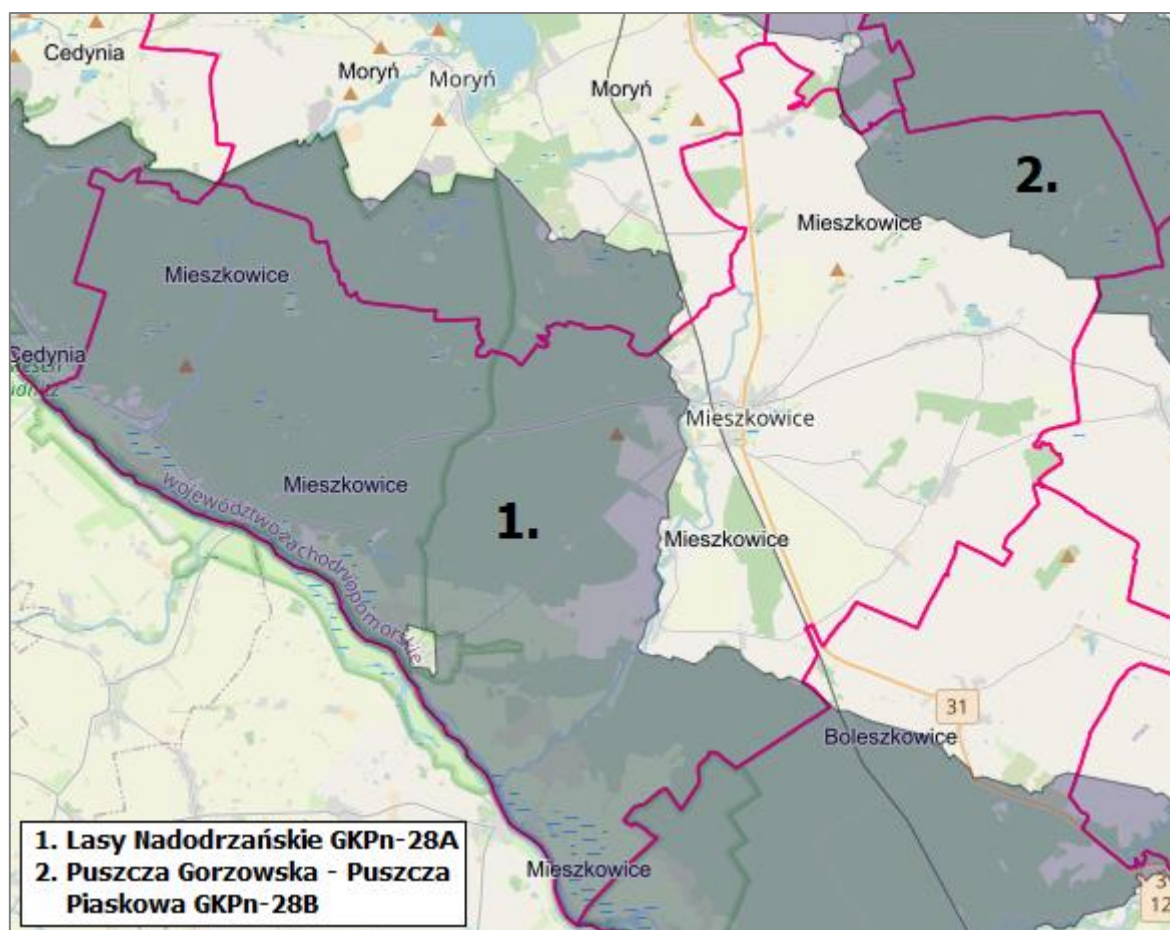 Cedynia
Moryń
Moryń
Moryń
2.
Mieszkowice
Mieszkowice
Cedynia
Mieszkowice
Mieszkowice
województwo zachodniopomorskie
1.
Mieszkowice
31
Boleszkowice
Mieszkowice
1. Lasy Nadodrzańskie GKPn-28A
2. Puszcza Gorzowska - Puszcza
Piaskowa GKPn-28B
12